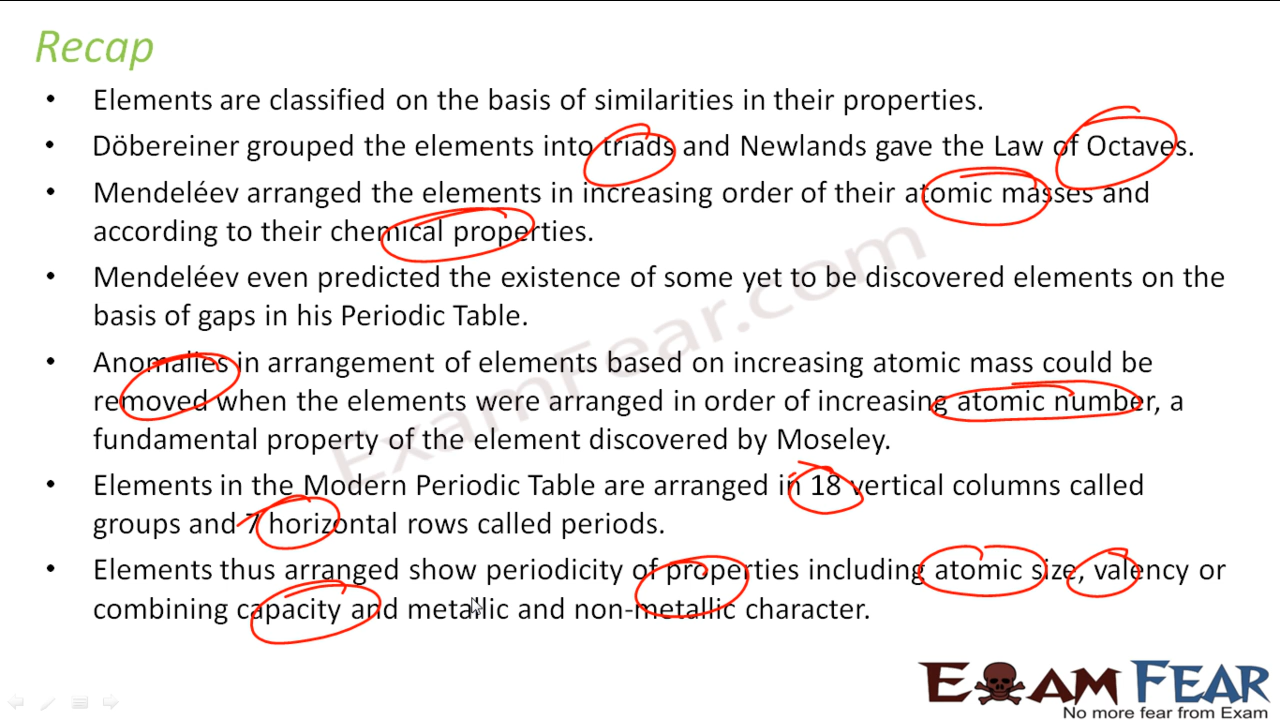 Recap
• Elements are classified on the basis of similarities in their properties.
• Döbereiner grouped the elements into triads and Newlands gave the Law of Octaves.
• Mendeléev arranged the elements in increasing order of their atomic masses and
according to their chemical properties.
• Mendeléev even predicted the existence of some yet to be discovered elements on the
basis of gaps in his Periodic Table.
• Anomalies in arrangement of elements based on increasing atomic mass could be
removed when the elements were arranged in order of increasing atomic number, a
fundamental property of the element discovered by Moseley.
• Elements in the Modern Periodic Table are arranged in 18 vertical columns called
groups and 7 horizontal rows called periods.
• Elements thus arranged show periodicity of properties including atomic size, valency or
combining capacity and metallic and non-metallic character.
ExamFear.com
EXAM FEAR
No more fear from Exam